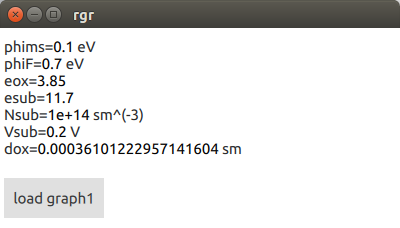 rgr
phims=0.1 eV
phiF=0.7 eV
eox=3.85
esub=11.7
Nsub=1e+14 sm^(-3)
Vsub=0.2 V
dox=0.00036101222957141604 sm
load graph1